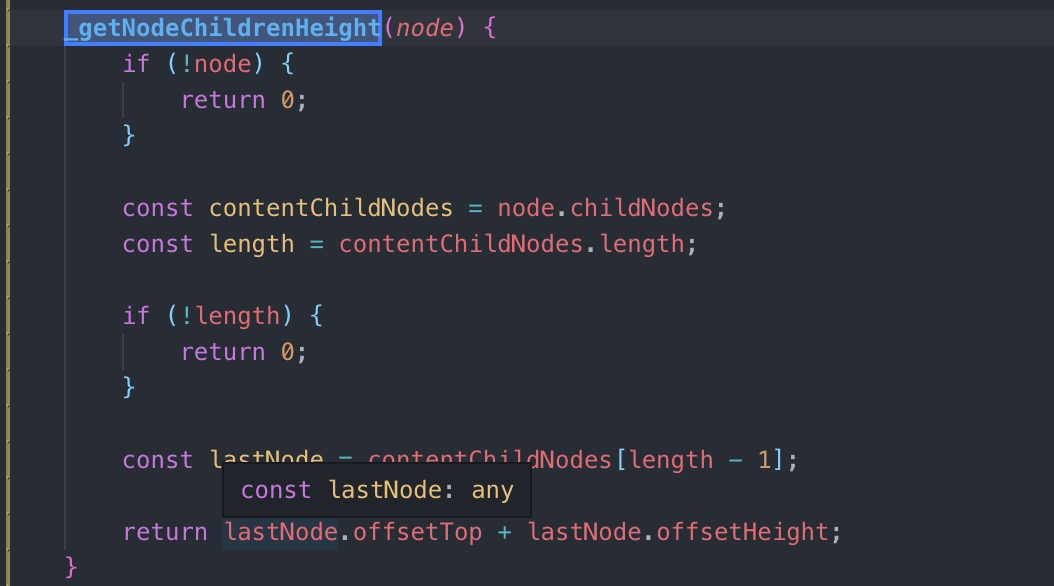 _getNodeChildrenHeight(node) {
if (!node) {
return 0;
}
const contentChildNodes = node.childNodes;
const length = contentChildNodes.length;
if (!length) {
return 0;
}
const lastNode = contentChildNodes[length - 1];
const lastNode: any
return lastNode.offsetTop + lastNode.offsetHeight;
}